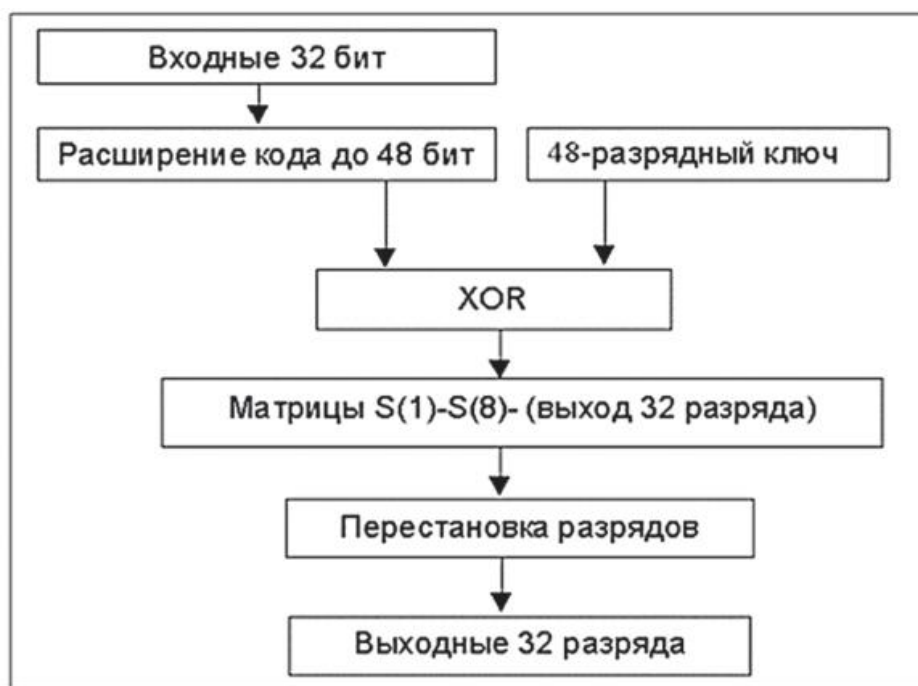 Входные 32 бит
Расширение кода до 48 бит
48-разрядный ключ
XOR
Матрицы S(1)-S(8)- (выход 32 разряда)
Перестановка разрядов
Выходные 32 разряда